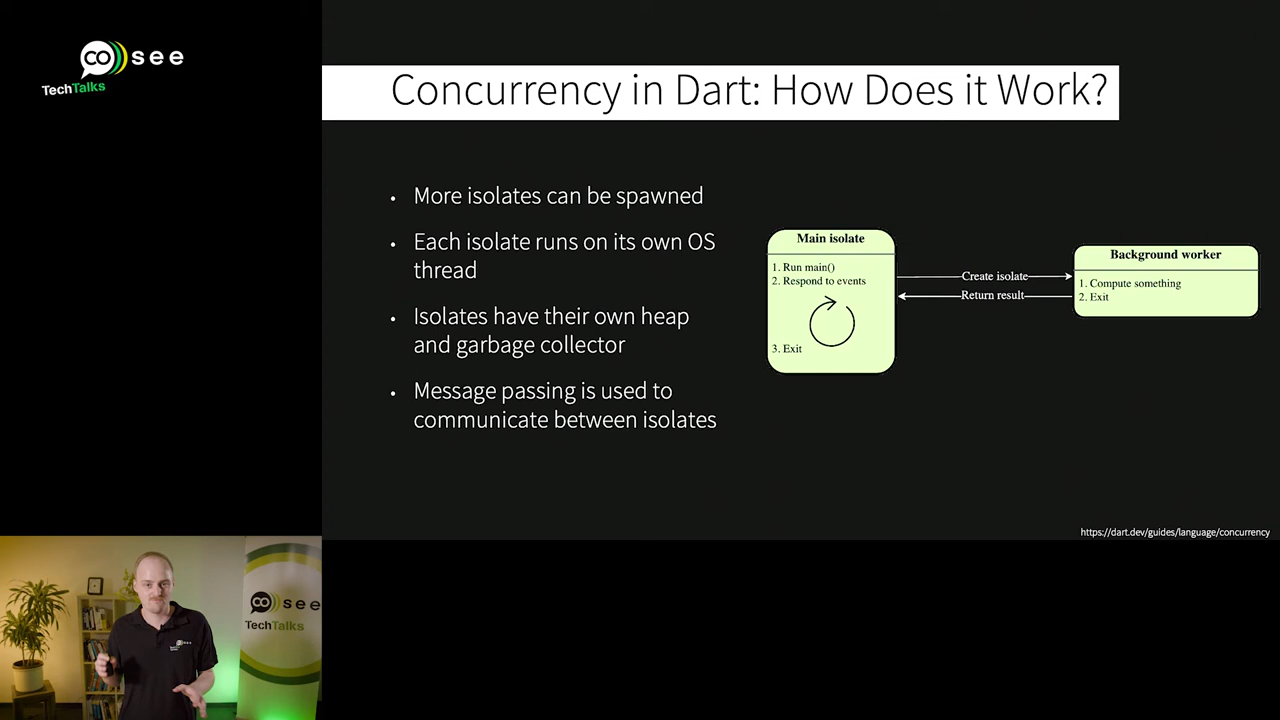 co see
TechTalks
Concurrency in Dart: How Does it Work?
• More isolates can be spawned
• Each isolate runs on its own OS
thread
• Isolates have their own heap
and garbage collector
• Message passing is used to
communicate between isolates
Main isolate
1. Run main()
2. Respond to events
3. Exit
Create isolate
Return result
Background worker
1. Compute something
2. Exit
https://dart.dev/guides/language/concurrency
co see
TechTalks
see